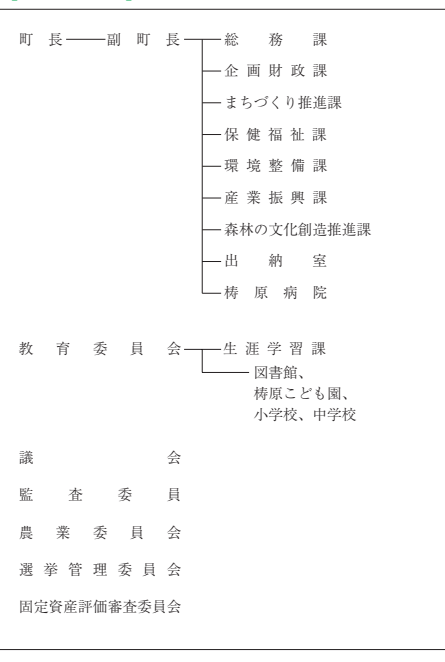 町長 副町長 総務課
企画財政課
まちづくり推進課
保健福祉課
環境整備課
産業振興課
森林の文化創造推進課
出納室
梼原病院
教育委員会 生涯学習課
図書館、
梼原こども園、
小学校、中学校
議会
監査委員
農業委員会
選挙管理委員会
固定資産評価審査委員会